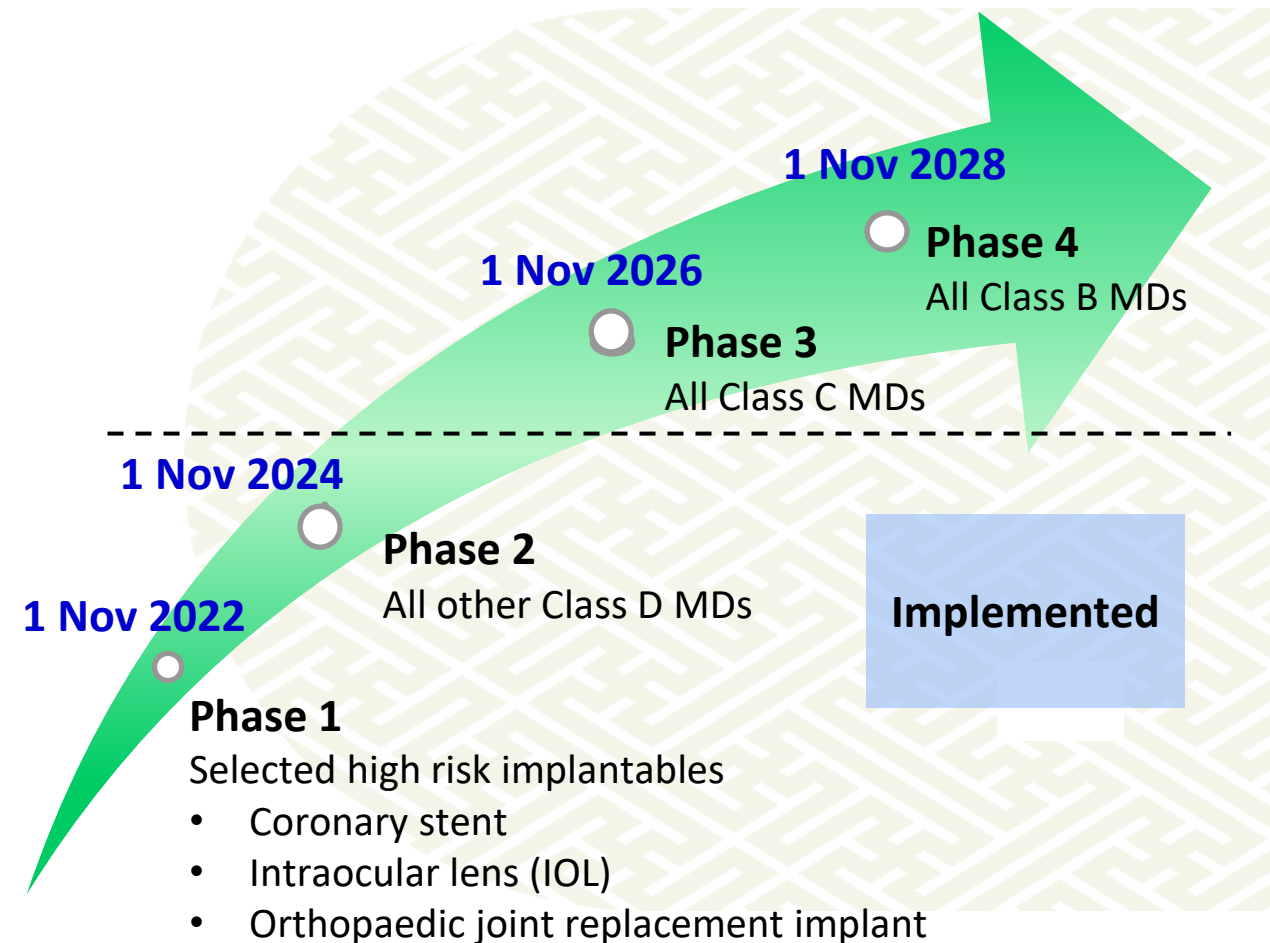 1 Nov 2028
Phase 4
All Class B MDs
1 Nov 2026
Phase 3
All Class C MDs
1 Nov 2024
Phase 2
All other Class D MDs
Implemented
1 Nov 2022
Phase 1
Selected high risk implantables
• Coronary stent
• Intraocular lens (IOL)
• Orthopaedic joint replacement implant